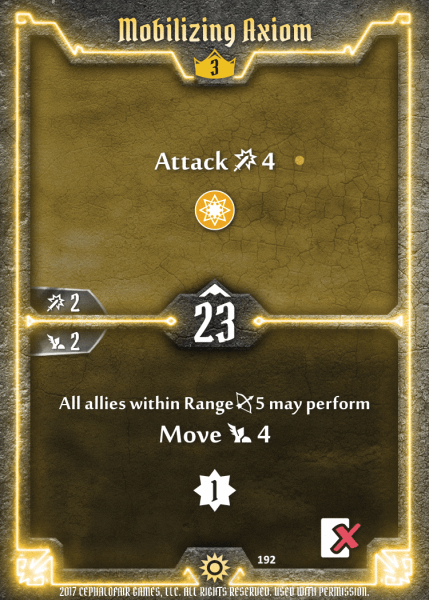 Mobilizing Axiom
3
Attack 4
2
23
2
All allies within Range 5 may perform
Move 4
1
192
2017 CEPHALOFAIR GAMES, LLC. ALL RIGHTS RESERVED. USED WITH PERMISSION.